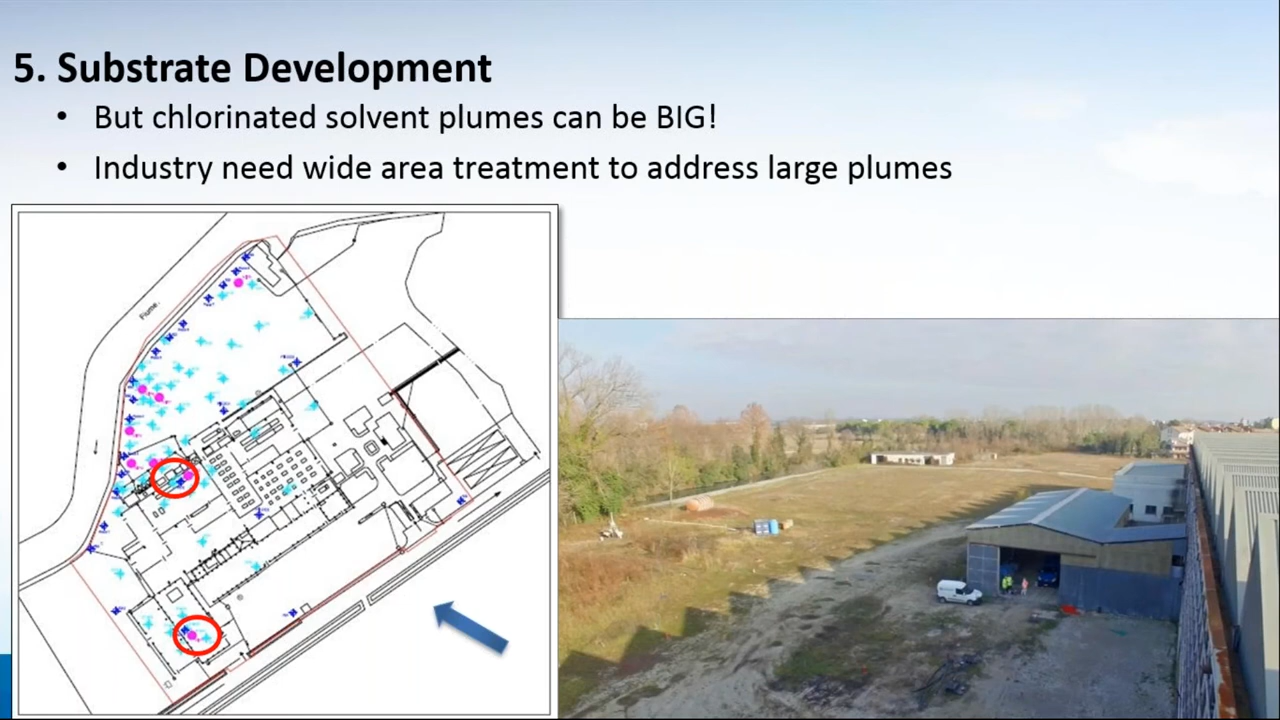 5. Substrate Development
• But chlorinated solvent plumes can be BIG!
• Industry need wide area treatment to address large plumes
Fiume